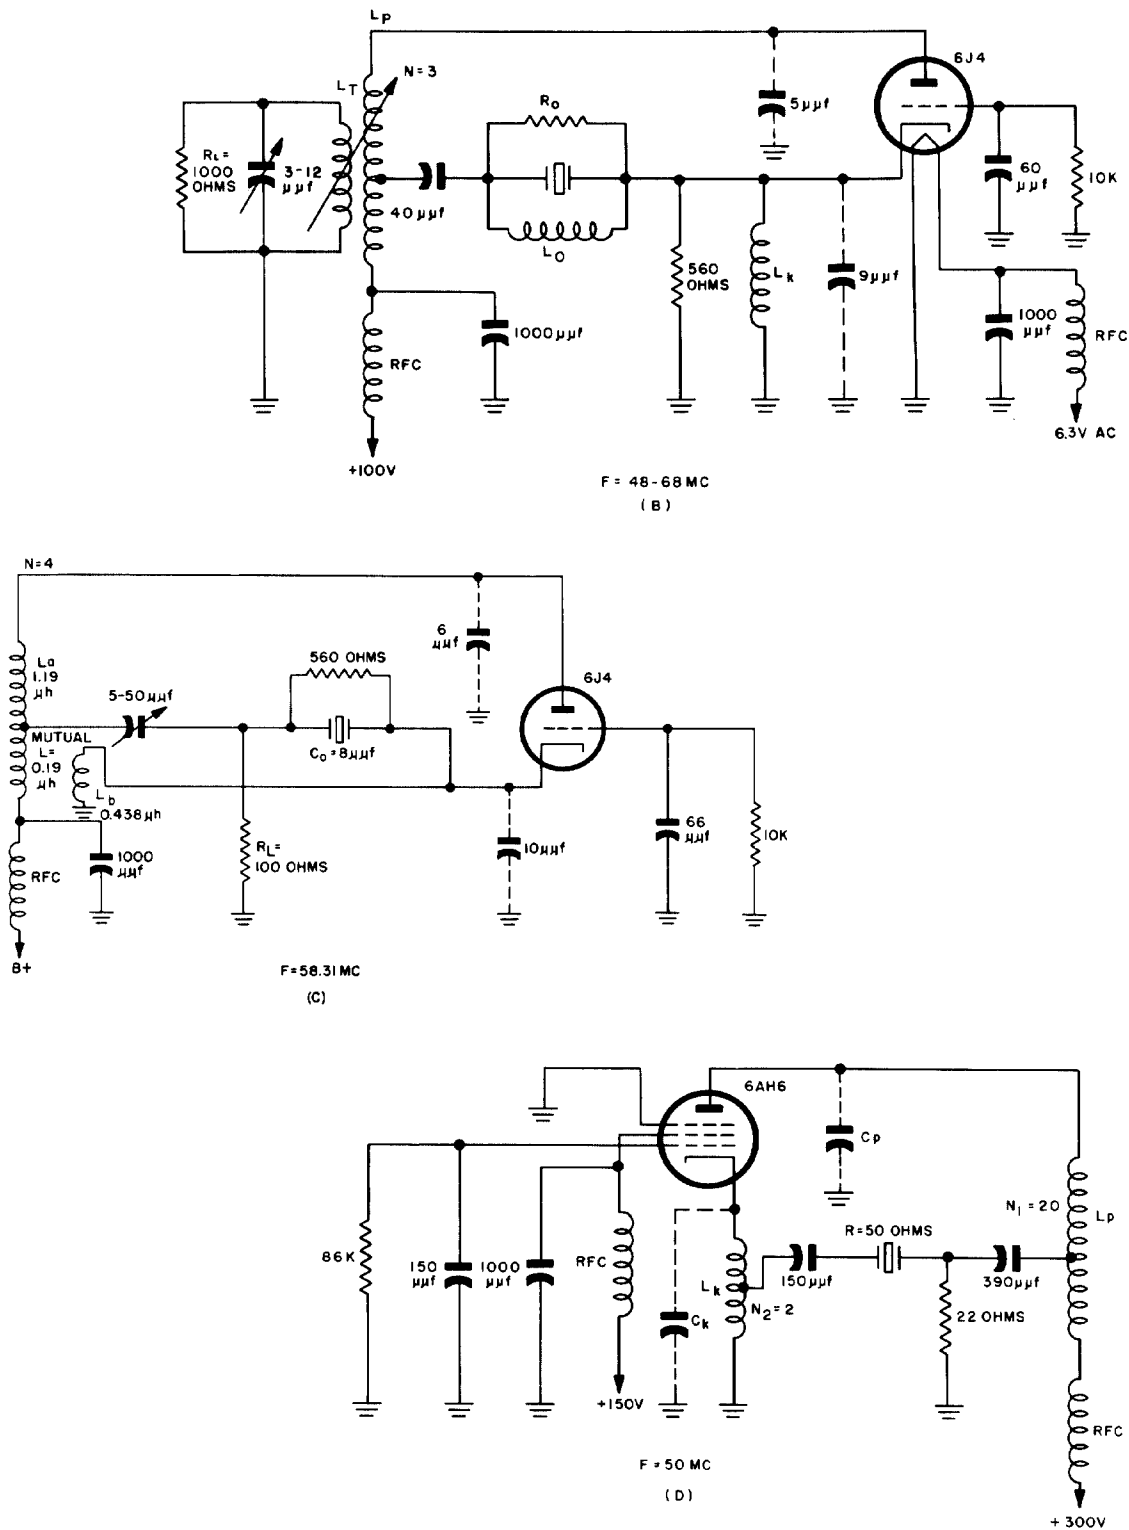 Lp
6J4
LT
N=3
Ro
5μμf
RL=
1000
OHMS
3-12
μμf
40μμf
Lo
560
OHMS
Lk
9μμf
60
μμf
10K
1000μμf
1000
μμf
RFC
RFC
6.3V AC
+100V
F= 48-68 MC
(B)
N=4
La
1.19
μh
5-50μμf
560 OHMS
6
μμf
6J4
MUTUAL
L=
0.19
μh
Co=8μμf
Lb
0.438μh
RFC
1000
μμf
RL=
100 OHMS
10μμf
66
μμf
10K
B+
F=58.31 MC
(C)
6AH6
Cp
N1=20
Lp
86K
150
μμf
1000
μμf
RFC
R=50 OHMS
Lk
150μμf
390μμf
N2=2
Ck
22 OHMS
+150V
RFC
F=50 MC
(D)
+300V